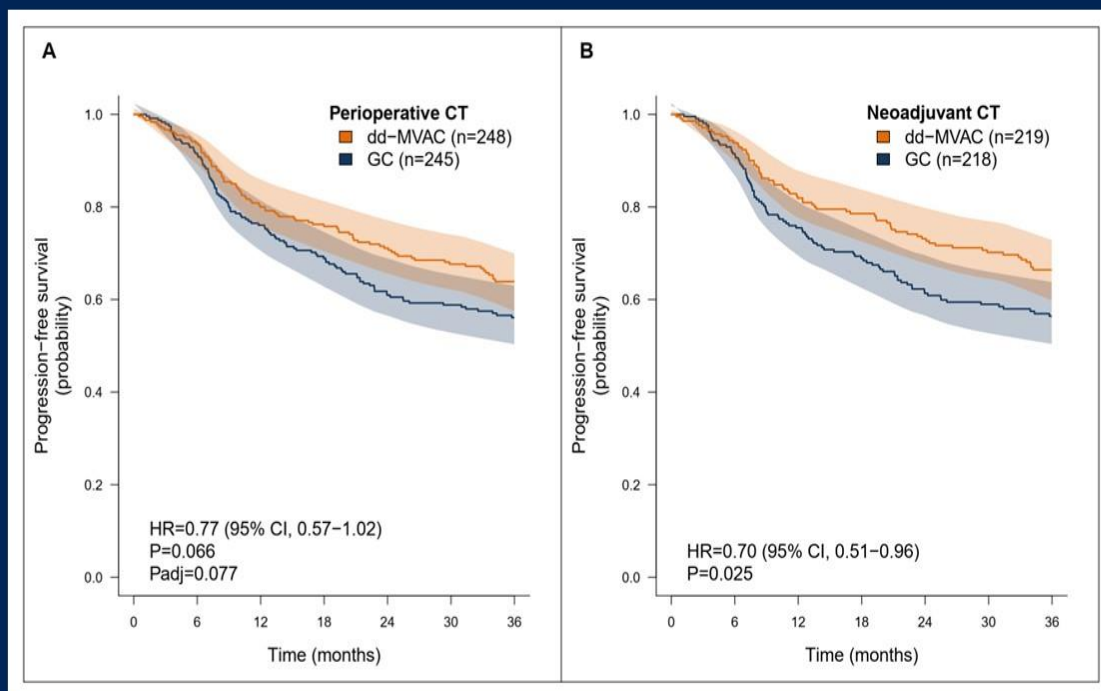 A
Perioperative CT
dd−MVAC (n=248)
GC (n=245)
Progression−free survival
(probability)
1.0
0.8
0.6
0.4
0.2
0.0
HR=0.77 (95% CI, 0.57−1.02)
P=0.066
Padj=0.077
0 6 12 18 24 30 36
Time (months)
B
Neoadjuvant CT
dd−MVAC (n=219)
GC (n=218)
Progression−free survival
(probability)
1.0
0.8
0.6
0.4
0.2
0.0
HR=0.70 (95% CI, 0.51−0.96)
P=0.025
0 6 12 18 24 30 36
Time (months)